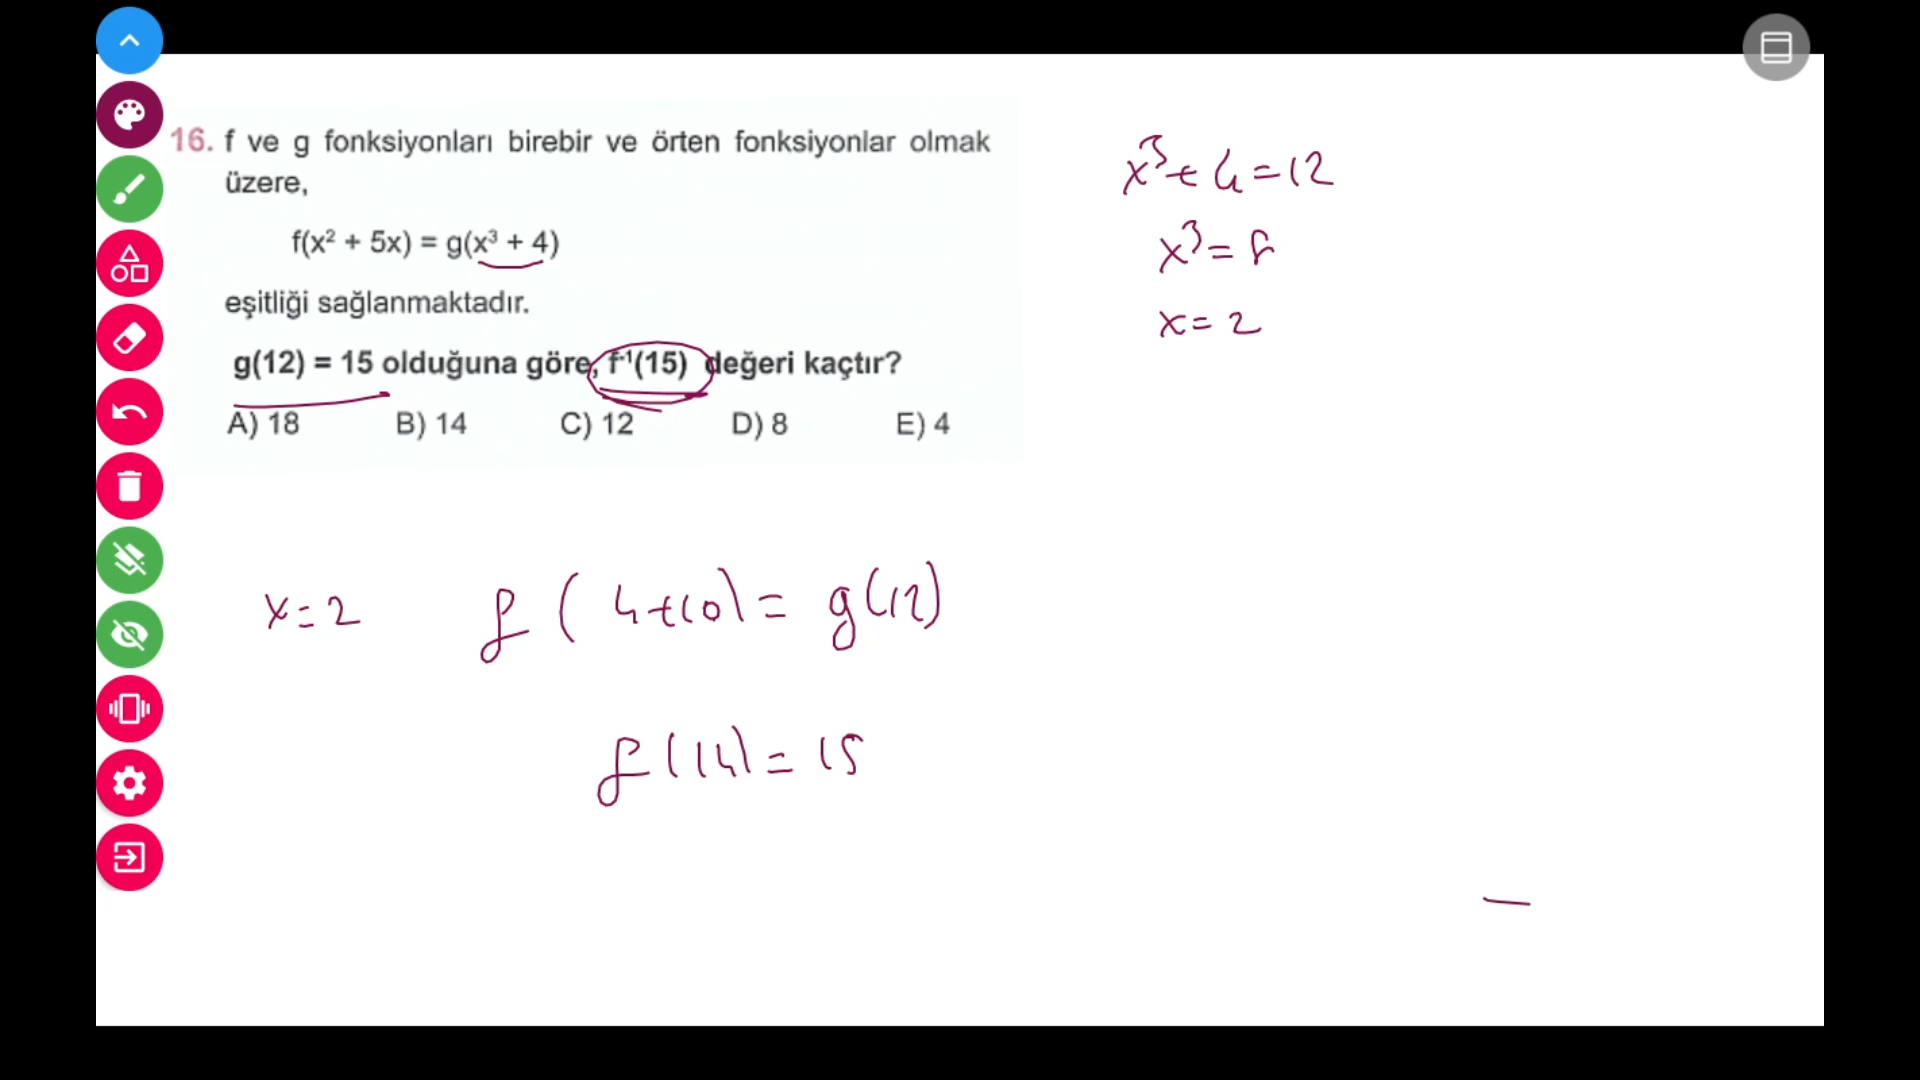 16. f ve g fonksiyonları birebir ve örten fonksiyonlar olmak
üzere,
f(x² + 5x) = g(x³ + 4)
eşitliği sağlanmaktadır.
g(12) = 15 olduğuna göre, f⁻¹(15) değeri kaçtır?
A) 18 B) 14 C) 12 D) 8 E) 4
x³+4=12
x³=8
x=2
x=2 f(4+10)=g(12)
f(14)=15